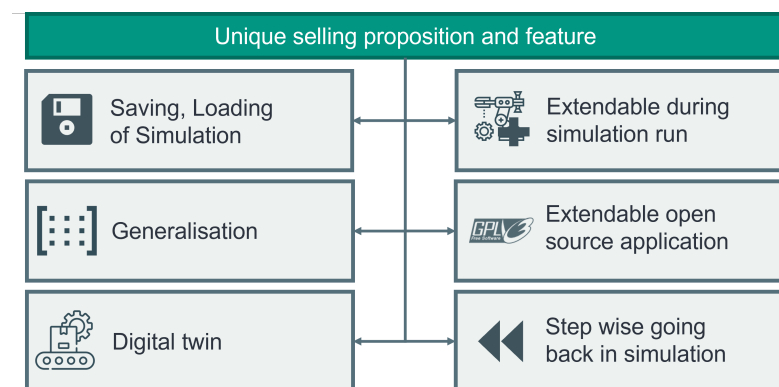 Unique selling proposition and feature
Saving, Loading
of Simulation
Extendable during
simulation run
Generalisation
GPLv3
Free Software
Extendable open
source application
Digital twin
Step wise going
back in simulation